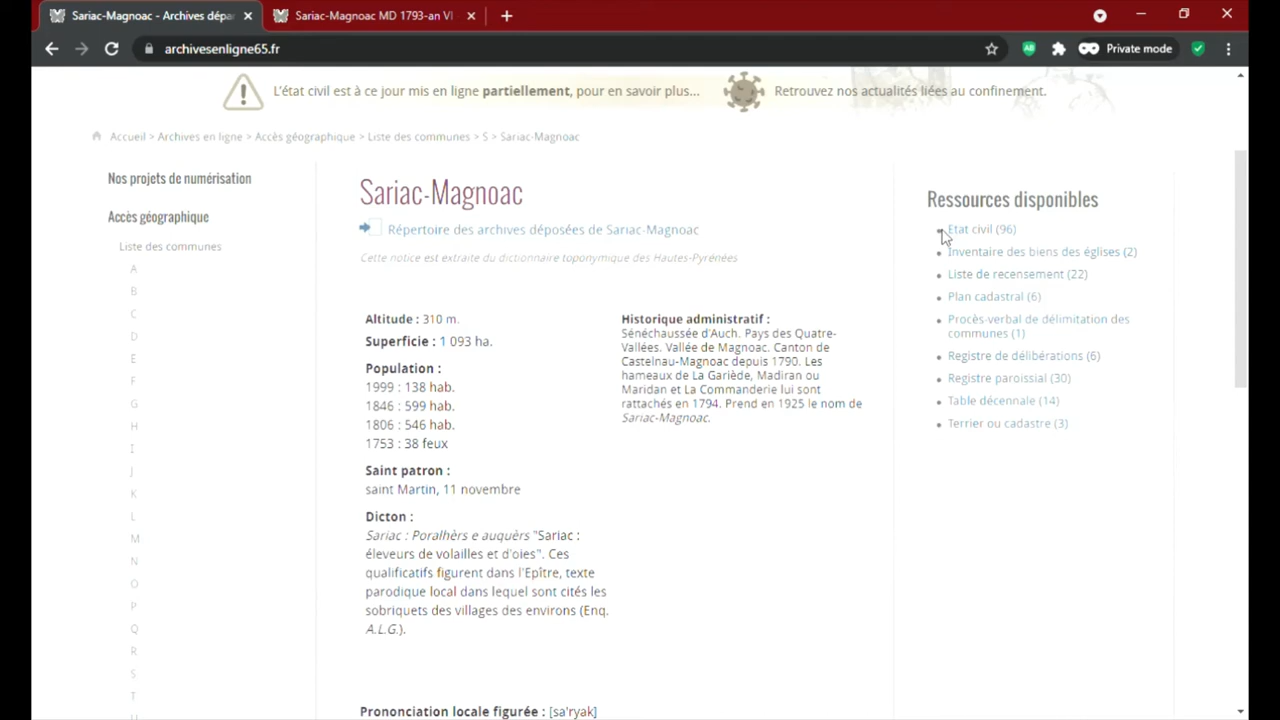 Sariac-Magnoac - Archives dépa
Sariac-Magnoac MD 1793-an VI
archivesenligne65.fr
AB
Private mode
L'état civil est à ce jour mis en ligne partiellement, pour en savoir plus...
Retrouvez nos actualités liées au confinement.
Accueil > Archives en ligne > Accès géographique > Liste des communes > S > Sariac-Magnoac
Nos projets de numérisation
Accès géographique
Liste des communes
A
B
C
D
E
F
G
H
I
J
K
L
M
N
O
P
Q
R
S
T
U
Sariac-Magnoac
Répertoire des archives déposées de Sariac-Magnoac
Cette notice est extraite du dictionnaire toponymique des Hautes-Pyrénées
Altitude : 310 m.
Superficie : 1 093 ha.
Population :
1999 : 138 hab.
1846 : 599 hab.
1806 : 546 hab.
1753 : 38 feux
Saint patron :
saint Martin, 11 novembre
Dicton :
Sariac : Poralhèrs e auquèrs "Sariac :
éleveurs de volailles et d'oies". Ces
qualificatifs figurent dans l'Epître, texte
parodique local dans lequel sont cités les
sobriquets des villages des environs (Enq.
A.L.G.).
Historique administratif :
Sénéchaussée d'Auch. Pays des Quatre-
Vallées. Vallée de Magnoac. Canton de
Castelnau-Magnoac depuis 1790. Les
hameaux de La Gariède, Madiran ou
Maridan et La Commanderie lui sont
rattachés en 1794. Prend en 1925 le nom de
Sariac-Magnoac.
Prononciation locale figurée : [sa'ryak]
Ressources disponibles
Etat civil (96)
Inventaire des biens des églises (2)
Liste de recensement (22)
Plan cadastral (6)
Procès-verbal de délimitation des
communes (1)
Registre de délibérations (6)
Registre paroissial (30)
Table décennale (14)
Terrier ou cadastre (3)